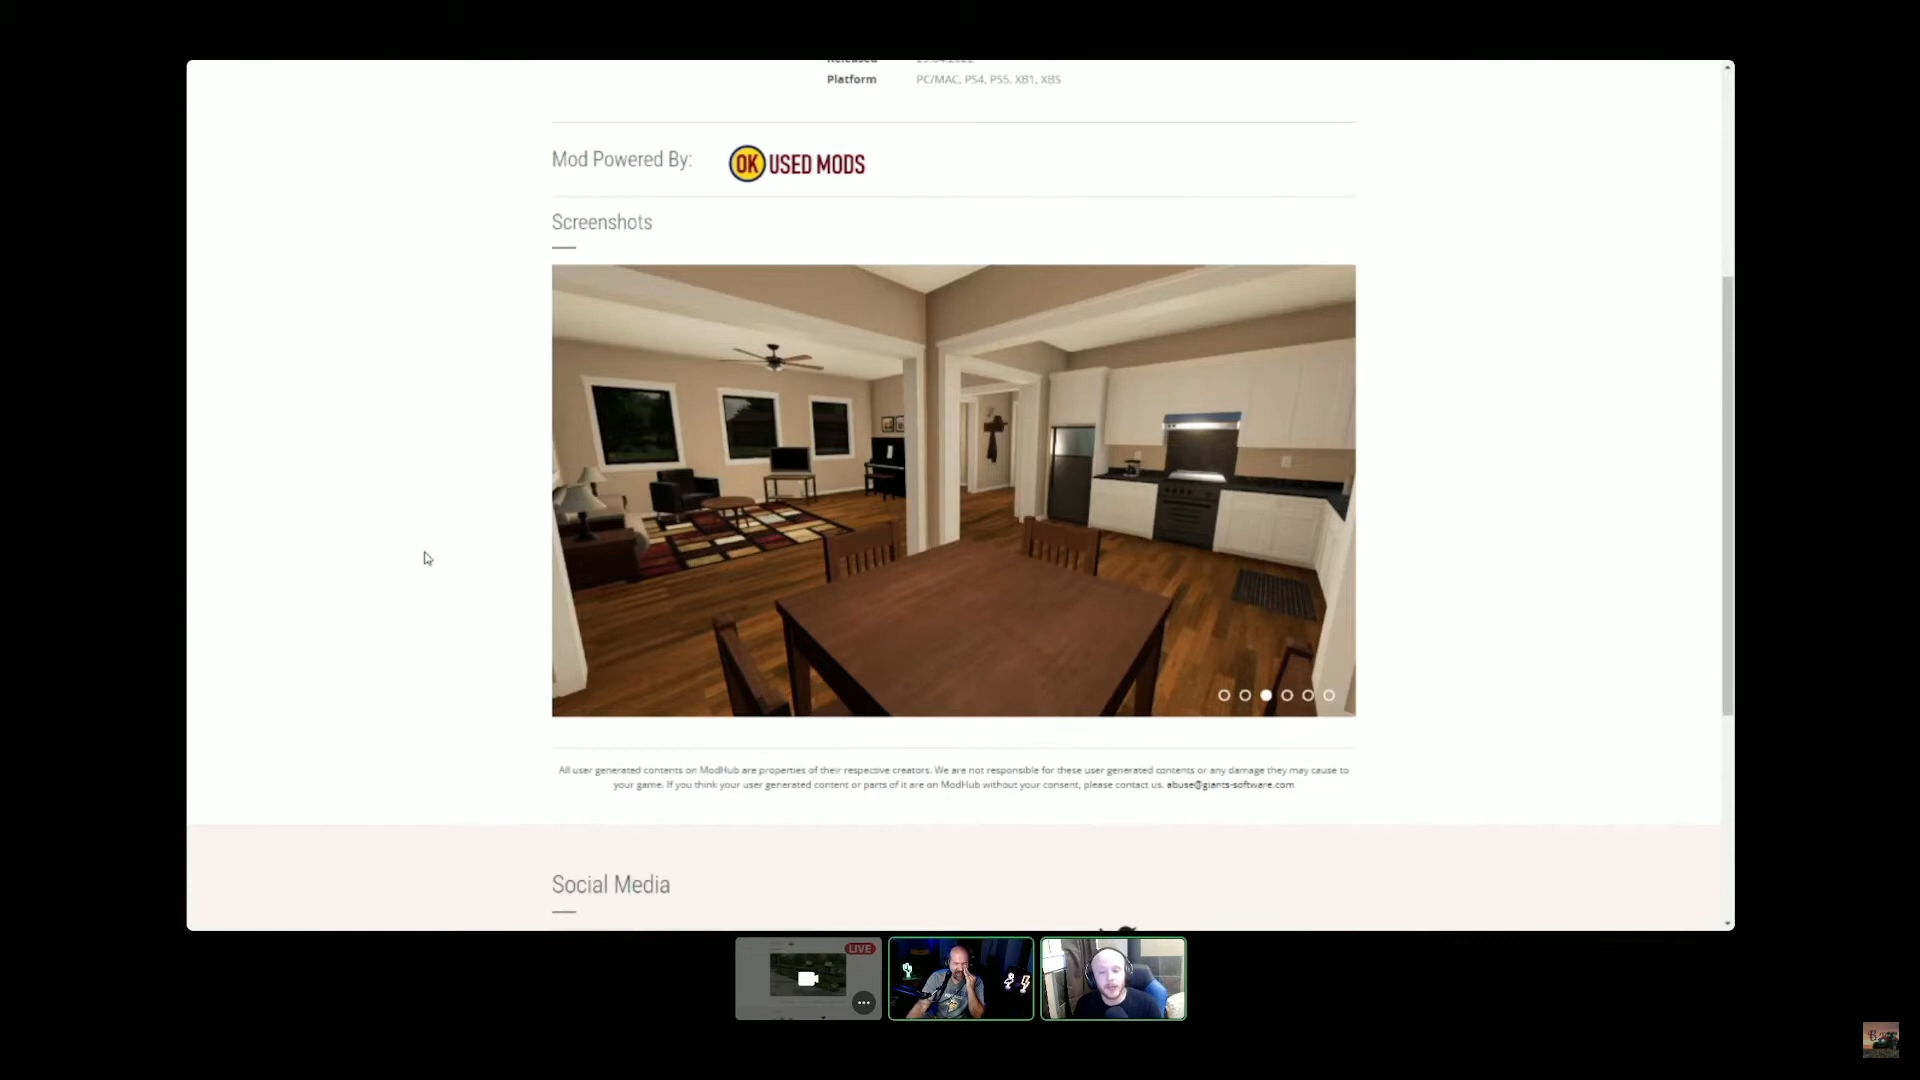 Platform PC/MAC, PS4, PS5, XB1, XBS
Mod Powered By: OK USED MODS
Screenshots
All user generated contents on ModHub are properties of their respective creators. We are not responsible for these user generated contents or any damage they may cause to
your game. If you think your user generated content or parts of it are on ModHub without your consent, please contact us. abuse@giants-software.com
Social Media
LIVE